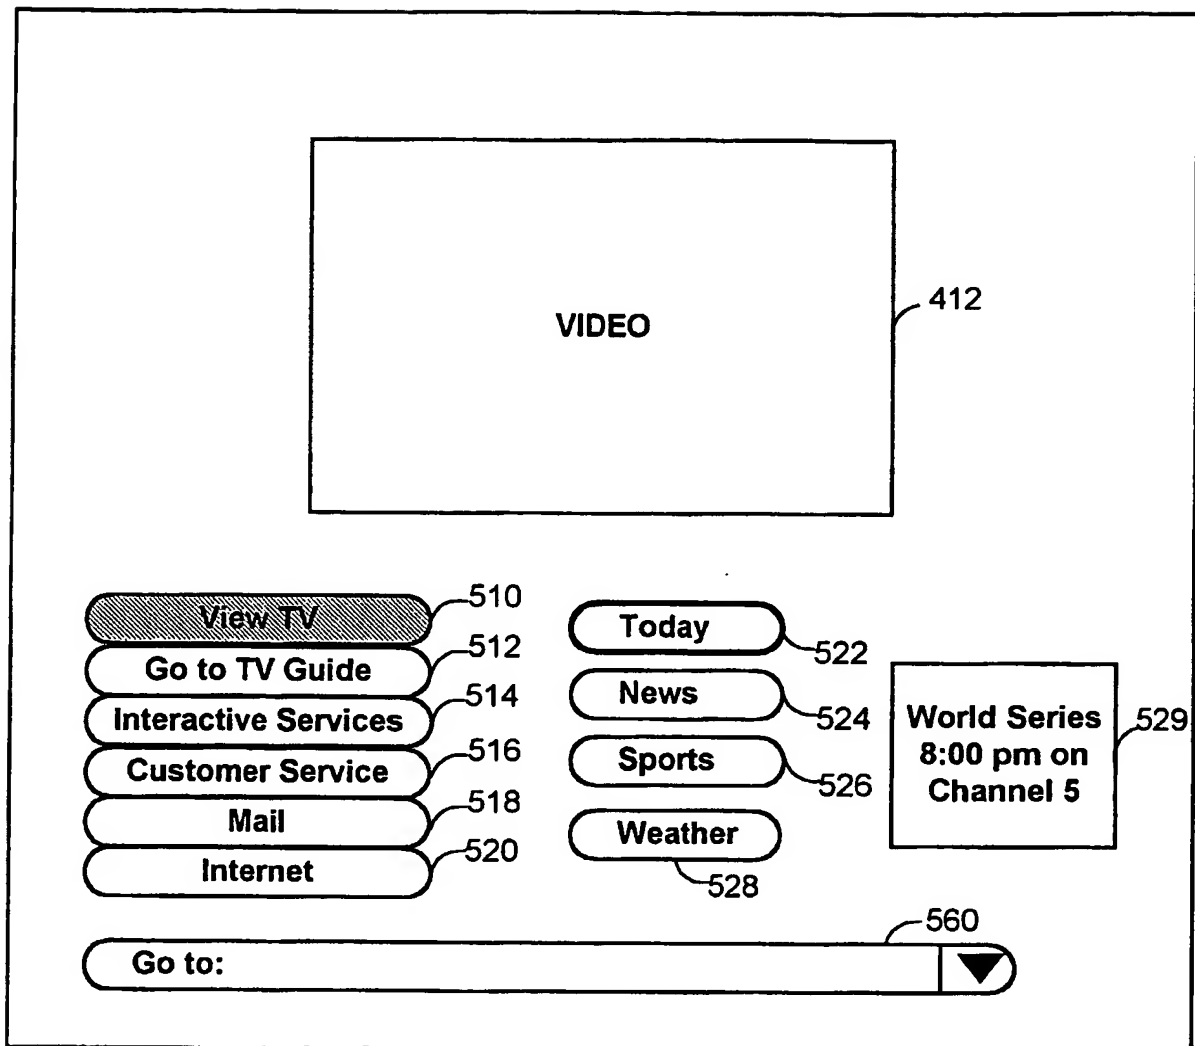 VIDEO
412
View TV
510
Go to TV Guide
512
Interactive Services
514
Customer Service
516
Mail
518
Internet
520
Today
522
News
524
Sports
526
Weather
528
World Series
8:00 pm on
Channel 5
529
560
Go to: